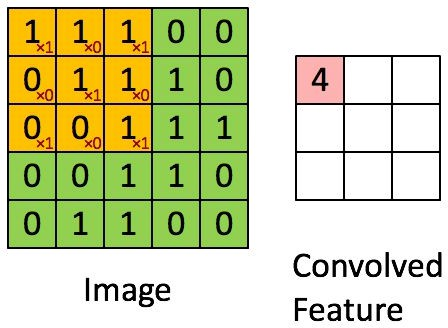 1×1 1×0 1×1 0 0
0×0 1×1 1×0 1 0
0×1 0×0 1×1 1 1
0 0 1 1 0
0 1 1 0 0
4
Image
Convolved
Feature